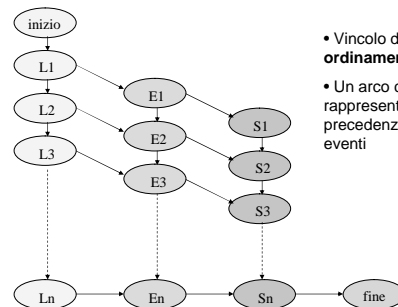 inizio
L1
L2
L3
Ln
E1
E2
E3
En
S1
S2
S3
Sn
fine
• Vincolo d
ordinamen
• Un arco
rappresent
precedenz
eventi